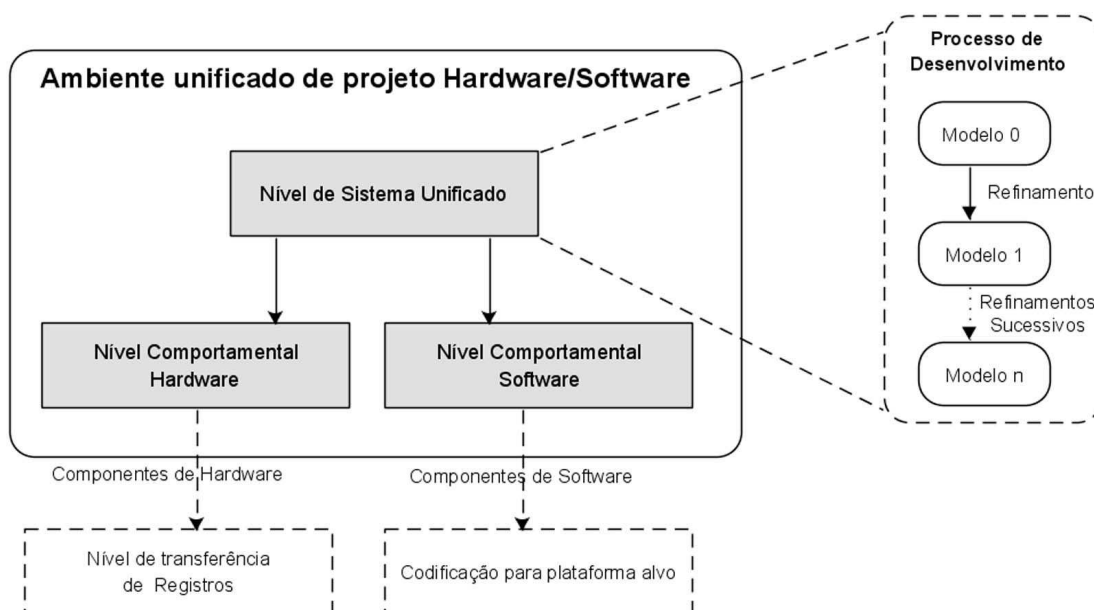 Ambiente unificado de projeto Hardware/Software
Nível de Sistema Unificado
Nível Comportamental
Hardware
Nível Comportamental
Software
Componentes de Hardware
Componentes de Software
Nível de transferência
de Registros
Codificação para plataforma alvo
Processo de
Desenvolvimento
Modelo 0
Refinamento
Modelo 1
Refinamentos
Sucessivos
Modelo n